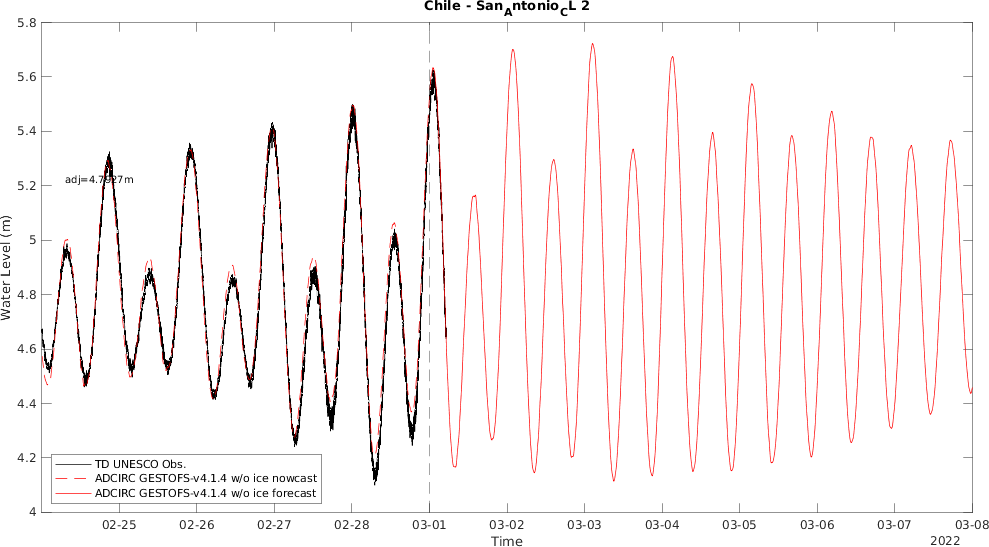 Chile - San_Antonio_CL 2
5.8
5.6
5.4
5.2
5
4.8
4.6
4.4
4.2
4
Water Level (m)
adj=4.7927m
TD UNESCO Obs.
ADCIRC GESTOFS-v4.1.4 w/o ice nowcast
ADCIRC GESTOFS-v4.1.4 w/o ice forecast
02-25 02-26 02-27 02-28 03-01 03-02 03-03 03-04 03-05 03-06 03-07 03-08
Time
2022